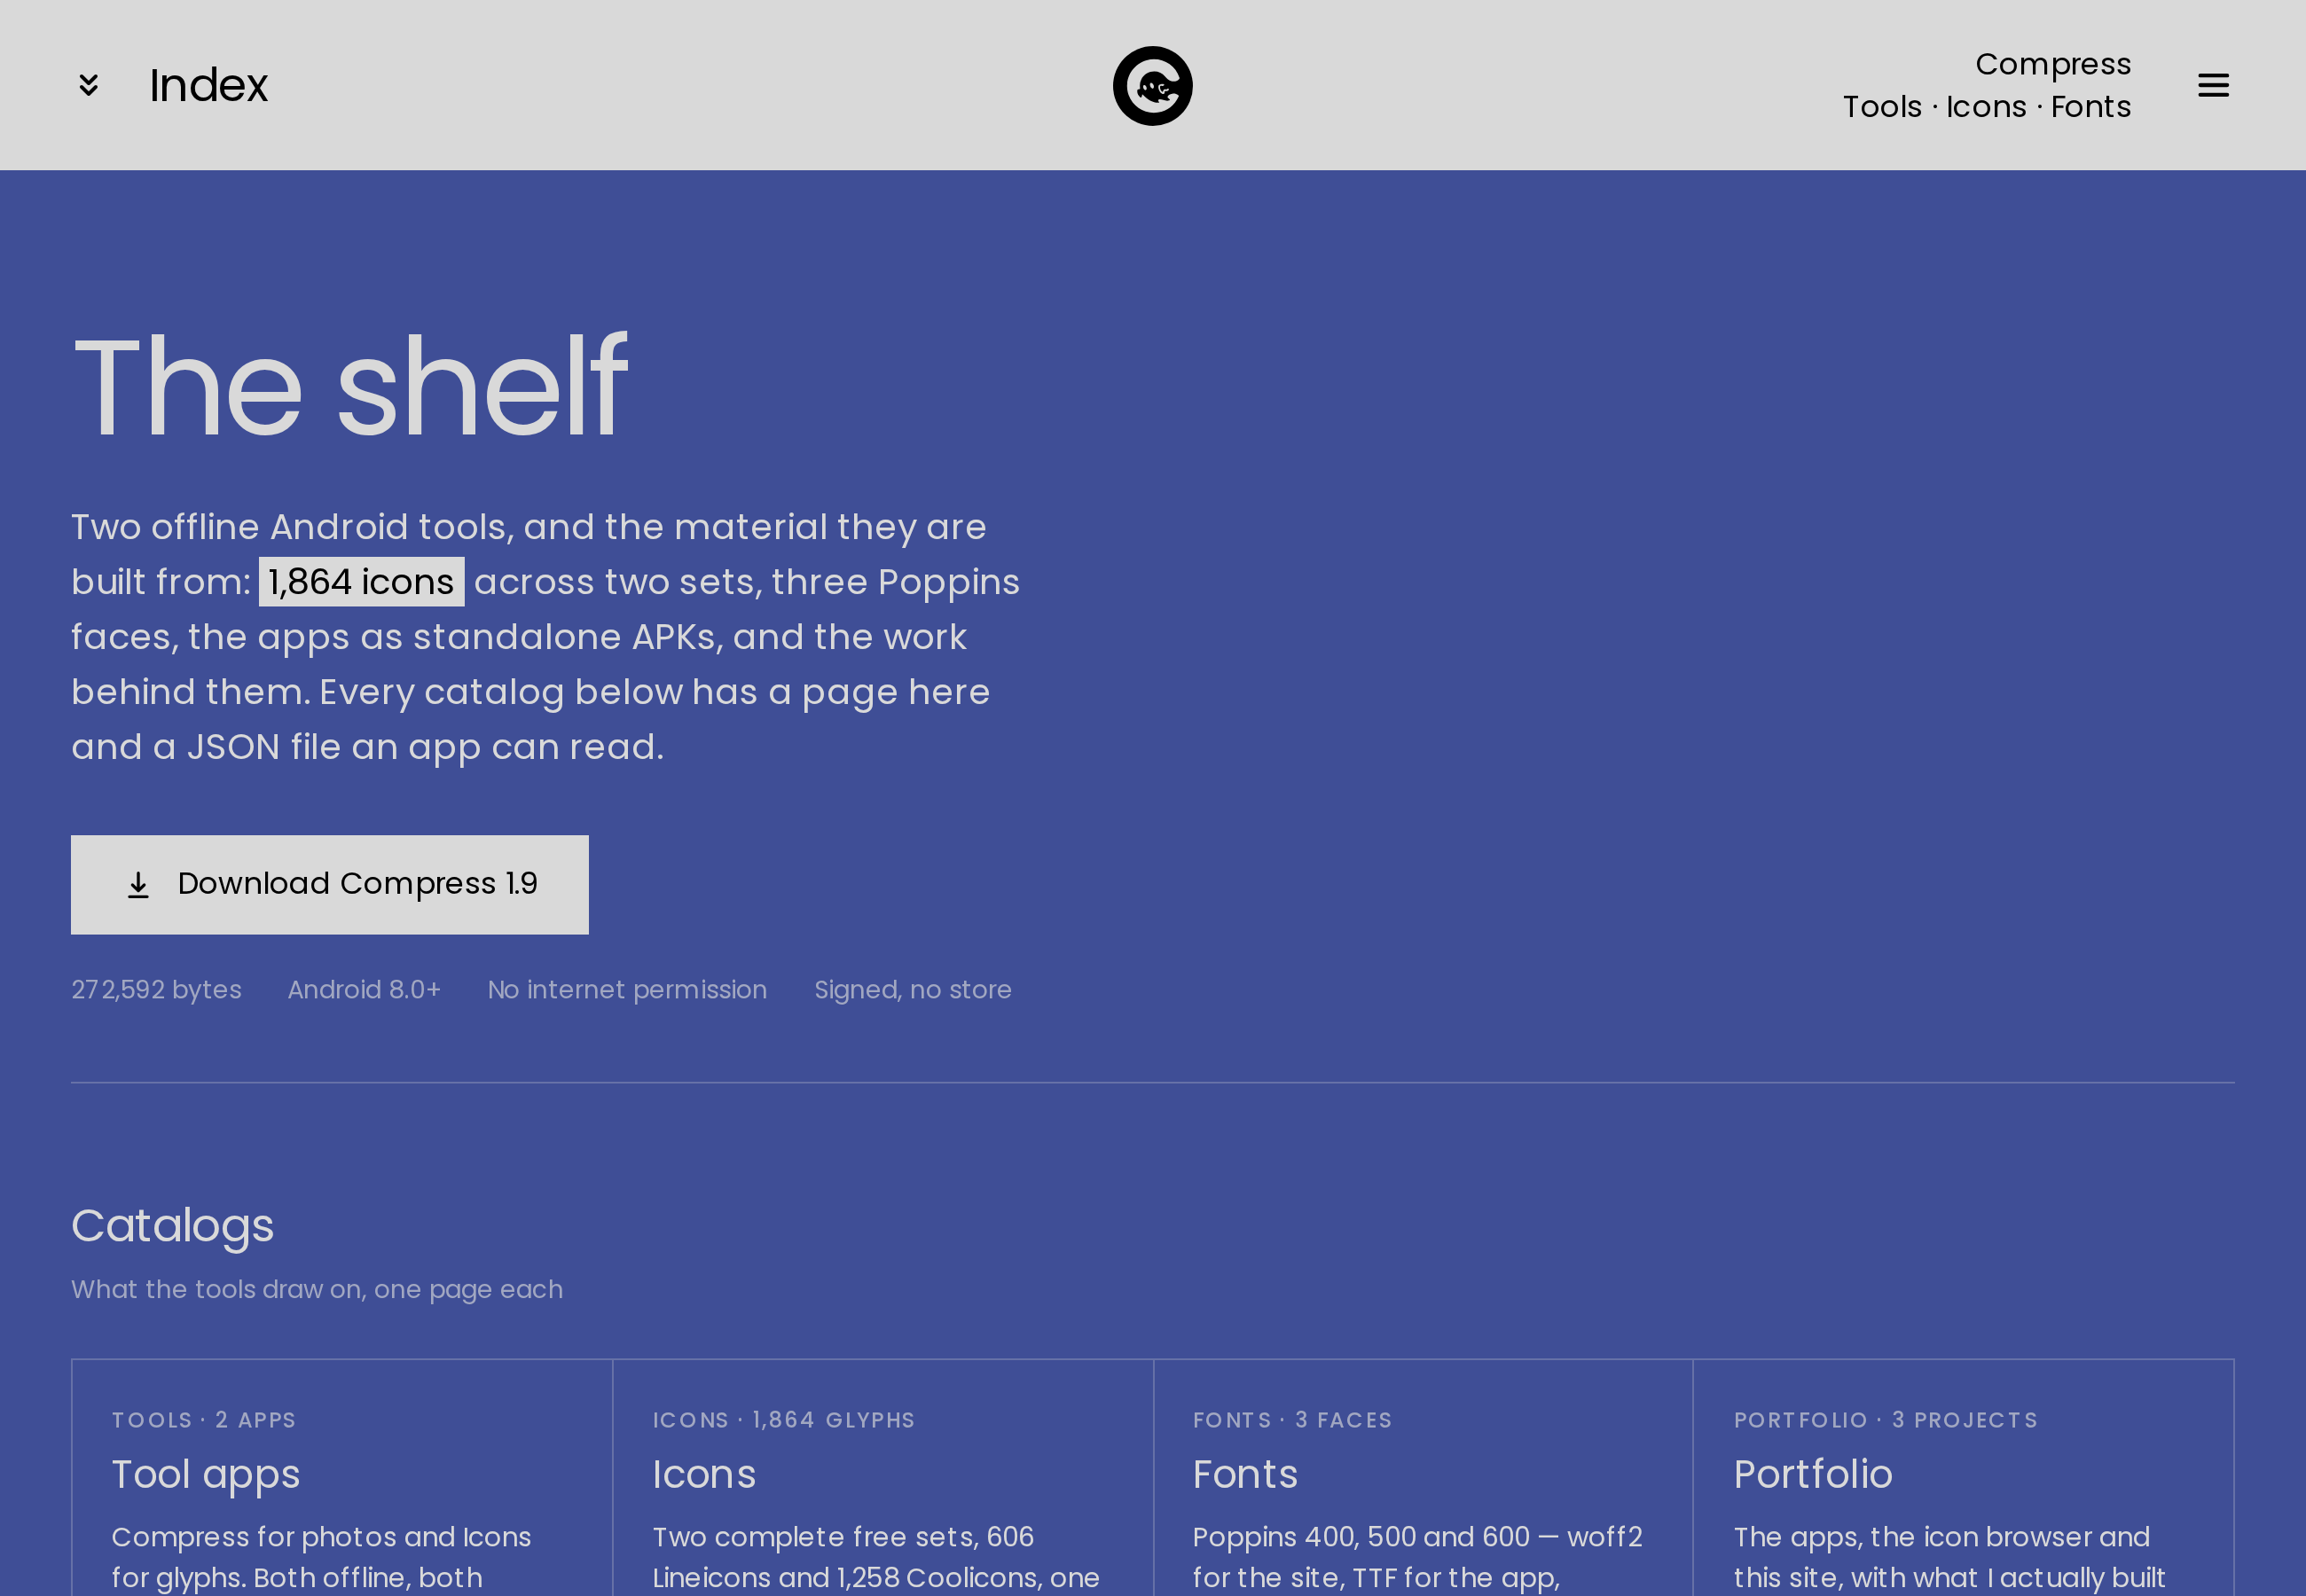 Index
Compress
Tools · Icons · Fonts
The shelf
Two offline Android tools, and the material they are
built from: 1,864 icons across two sets, three Poppins
faces, the apps as standalone APKs, and the work
behind them. Every catalog below has a page here
and a JSON file an app can read.
Download Compress 1.9
272,592 bytes Android 8.0+ No internet permission Signed, no store
Catalogs
What the tools draw on, one page each
TOOLS · 2 APPS
Tool apps
Compress for photos and Icons
for glyphs. Both offline, both
ICONS · 1,864 GLYPHS
Icons
Two complete free sets, 606
Lineicons and 1,258 Coolicons, one
FONTS · 3 FACES
Fonts
Poppins 400, 500 and 600 — woff2
for the site, TTF for the app,
PORTFOLIO · 3 PROJECTS
Portfolio
The apps, the icon browser and
this site, with what I actually built